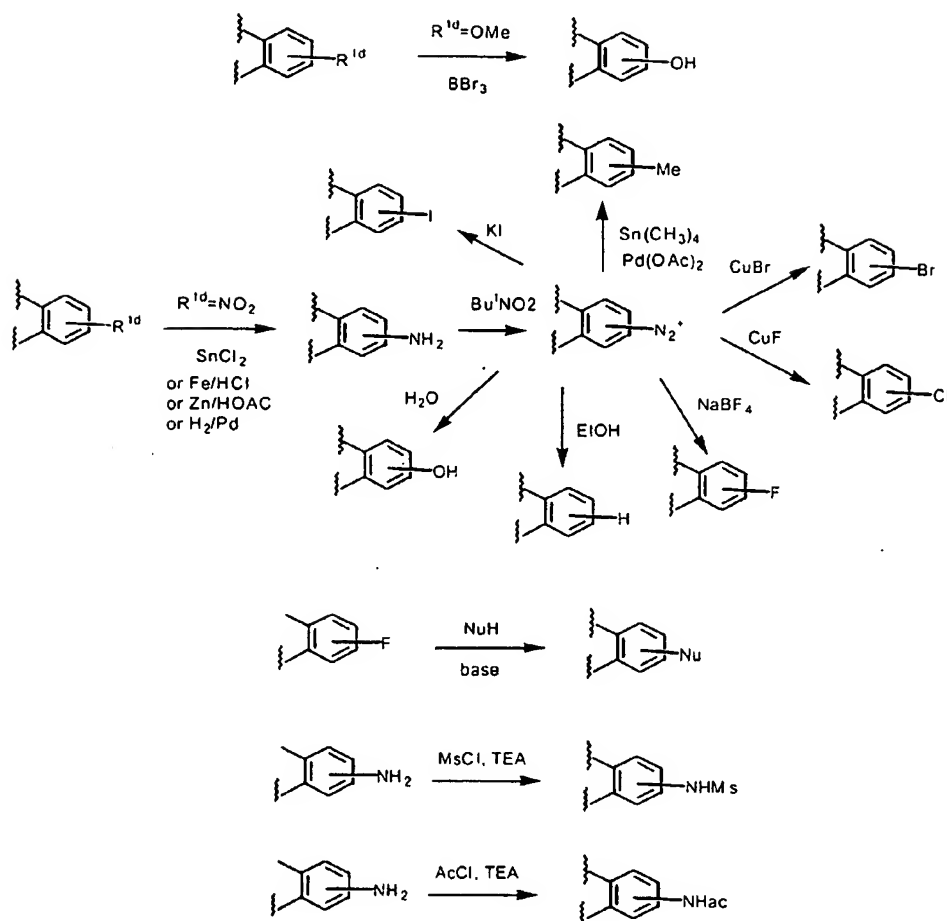 R1d
R1d=OMe
BBr3
OH
Me
I
KI
Sn(CH3)4
Pd(OAc)2
CuBr
Br
R1d
R1d=NO2
SnCl2
or Fe/HCl
or Zn/HOAC
or H2/Pd
NH2
ButNO2
N2+
CuF
C
H2O
OH
EtOH
H
NaBF4
F
F
NuH
base
Nu
NH2
MsCl, TEA
NHMs
NH2
AcCl, TEA
NHac